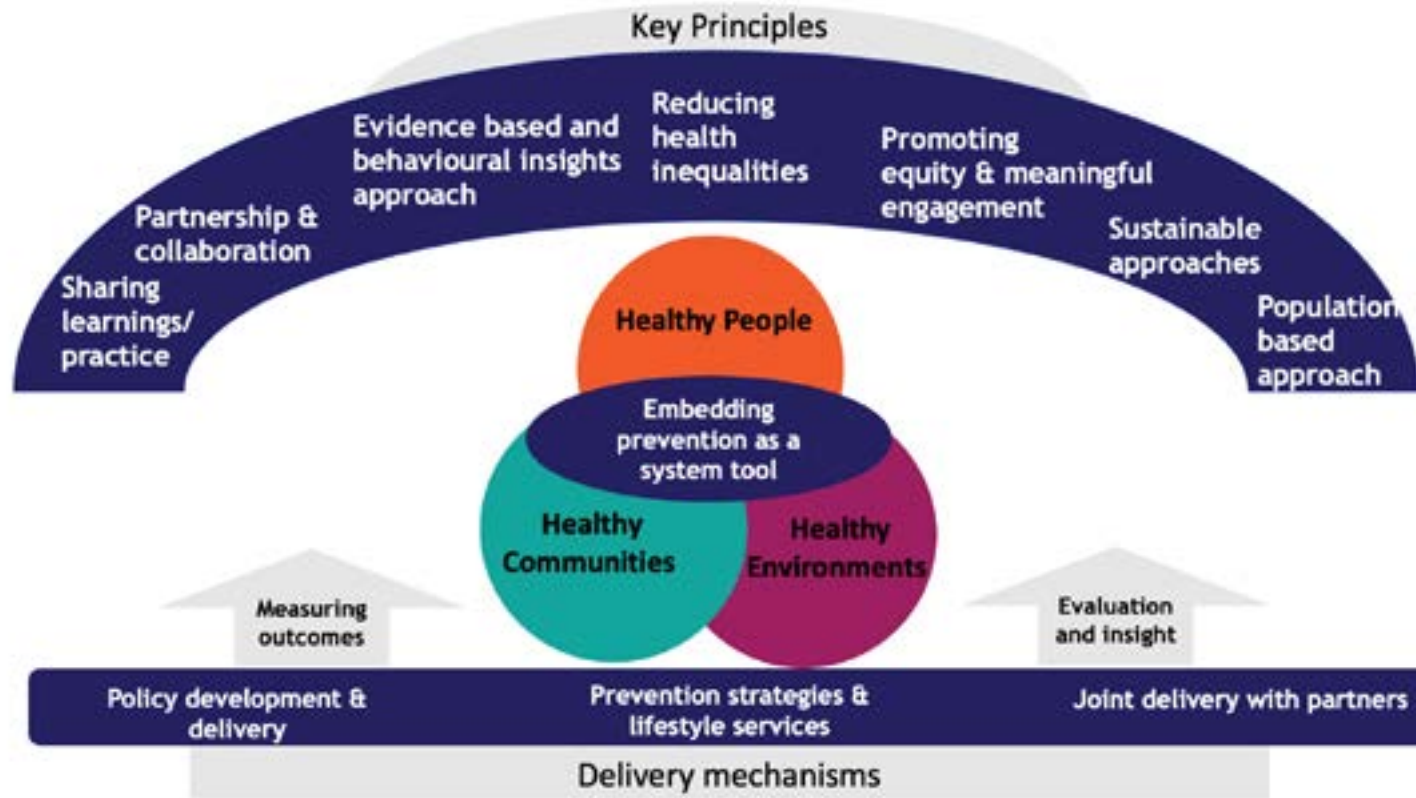 Key Principles
Sharing
learnings/
practice
Partnership &
collaboration
Evidence based and
behavioural insights
approach
Reducing
health
inequalities
Promoting
equity & meaningful
engagement
Sustainable
approaches
Population
based
approach
Healthy People
Embedding
prevention as a
system tool
Healthy
Communities
Healthy
Environments
Measuring
outcomes
Evaluation
and insight
Policy development &
delivery
Prevention strategies &
lifestyle services
Joint delivery with partners
Delivery mechanisms